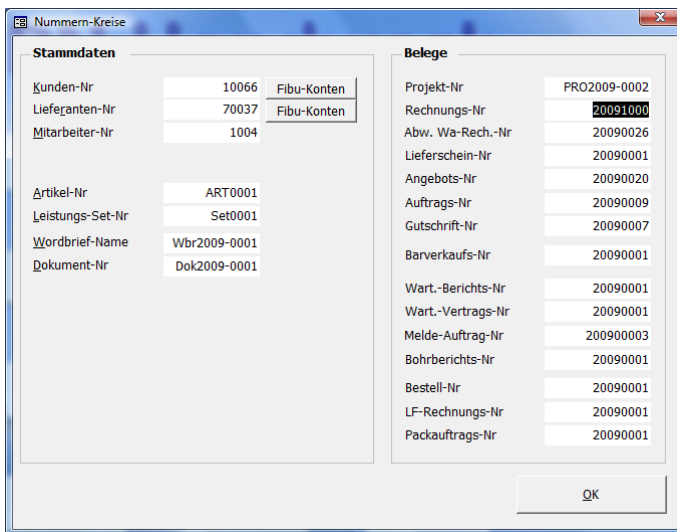 Nummern-Kreise
Stammdaten
Kunden-Nr 10066 Fibu-Konten
Lieferanten-Nr 70037 Fibu-Konten
Mitarbeiter-Nr 1004
Artikel-Nr ART0001
Leistungs-Set-Nr Set0001
Wordbrief-Name Wbr2009-0001
Dokument-Nr Dok2009-0001
Belege
Projekt-Nr PRO2009-0002
Rechnungs-Nr 20091000
Abw. Wa-Rech.-Nr 20090026
Lieferschein-Nr 20090001
Angebots-Nr 20090020
Auftrags-Nr 20090009
Gutschrift-Nr 20090007
Barverkaufs-Nr 20090001
Wart.-Berichts-Nr 20090001
Wart.-Vertrags-Nr 20090001
Melde-Auftrag-Nr 200900003
Bohrberichts-Nr 20090001
Bestell-Nr 20090001
LF-Rechnungs-Nr 20090001
Packauftrags-Nr 20090001
OK